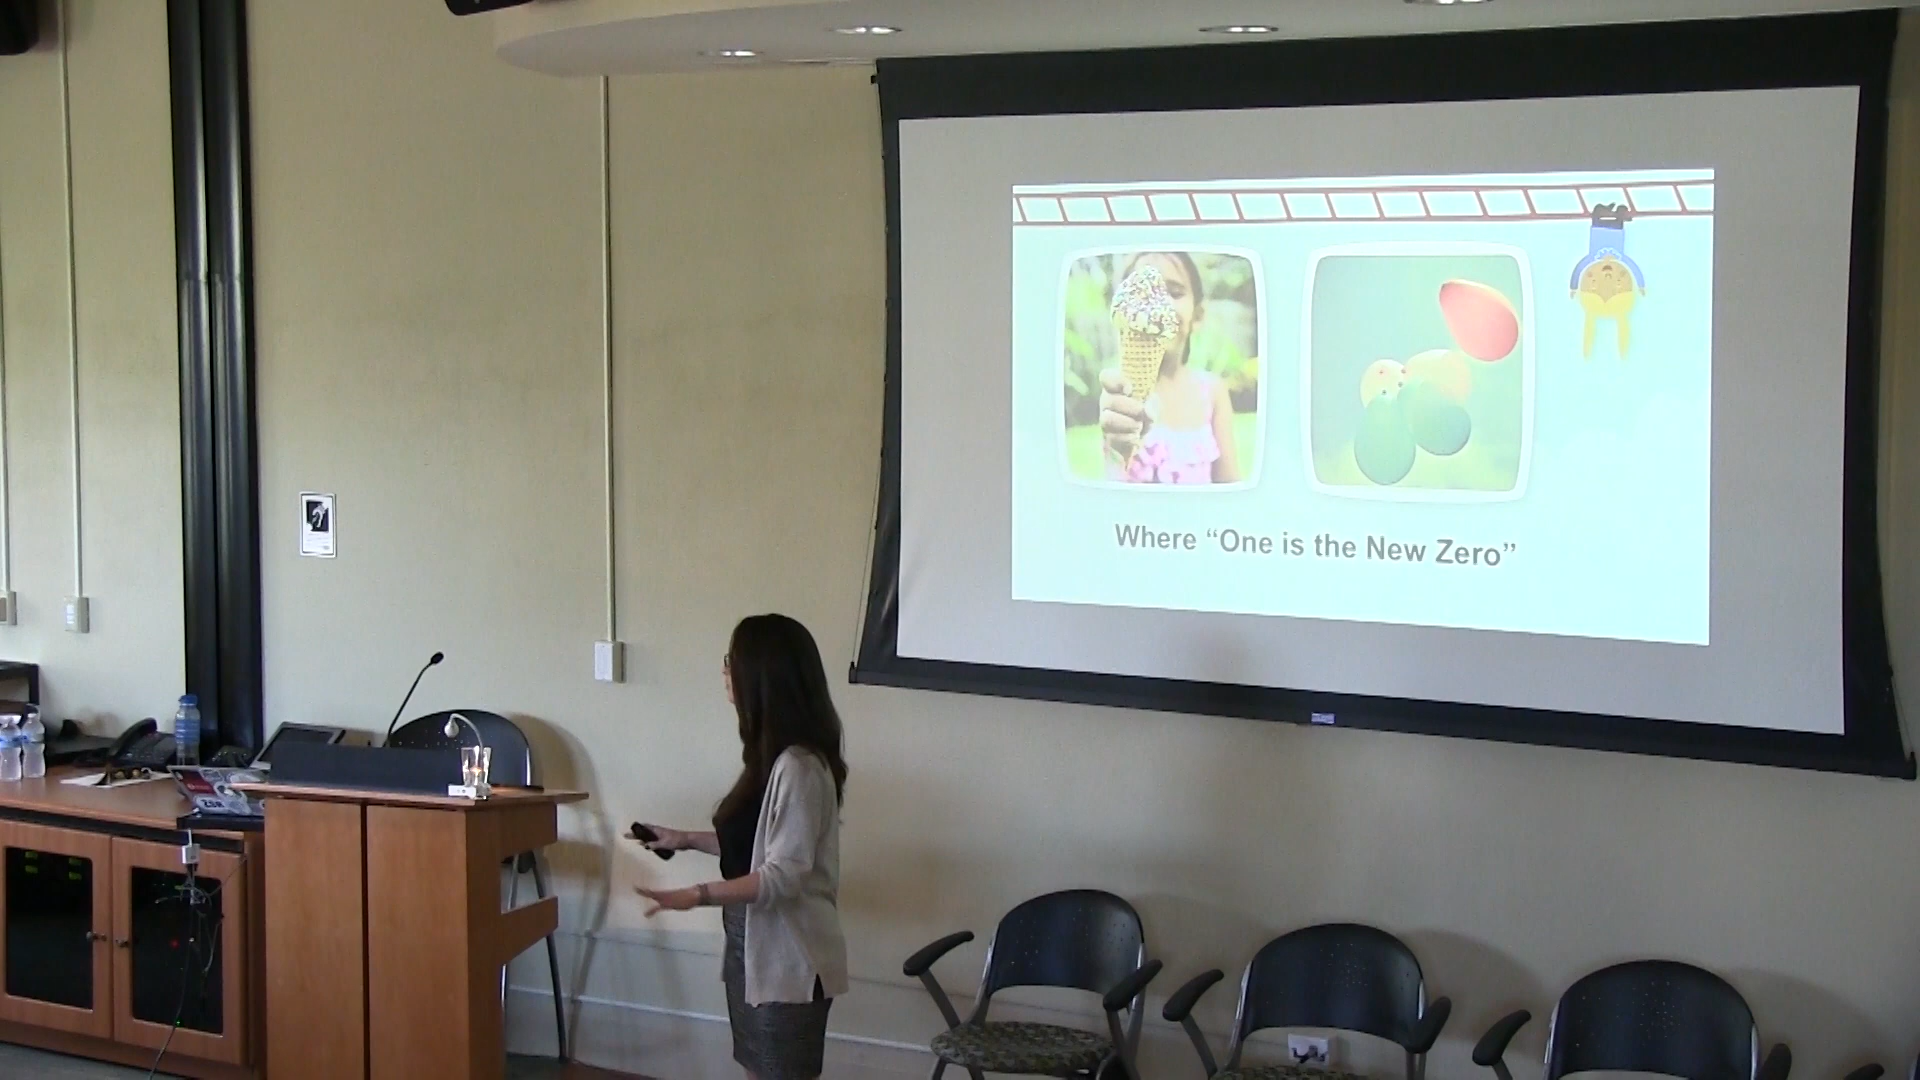 Where “One is the New Zero”